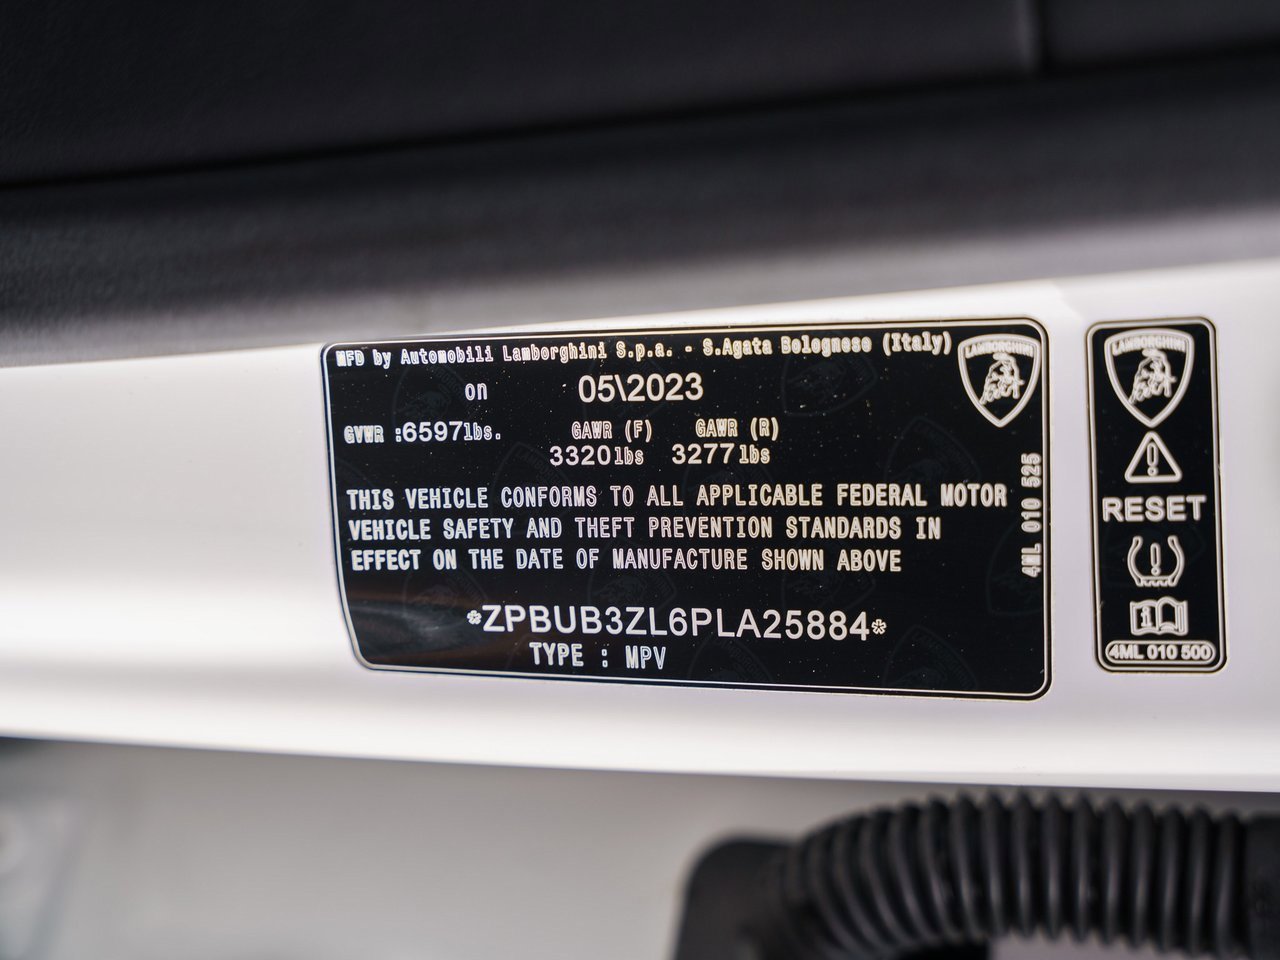 MFD by Automobili Lamborghini S.p.a. - S.Agata Bolognese (Italy)
on 05\2023
GVWR :6597lbs. GAWR (F) GAWR (R)
3320lbs 3277lbs
THIS VEHICLE CONFORMS TO ALL APPLICABLE FEDERAL MOTOR
VEHICLE SAFETY AND THEFT PREVENTION STANDARDS IN
EFFECT ON THE DATE OF MANUFACTURE SHOWN ABOVE
*ZPBUB3ZL6PLA25884*
TYPE : MPV
LAMBORGHINI
4ML 010 525
LAMBORGHINI
RESET
4ML 010 500